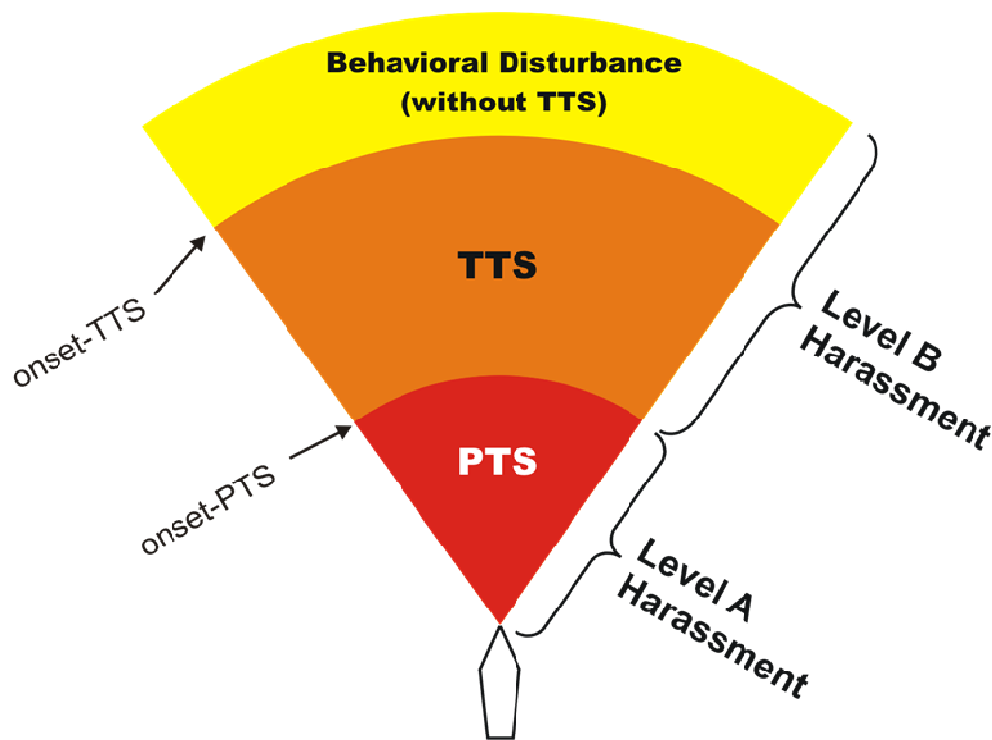 Behavioral Disturbance
(without TTS)
TTS
onset-TTS
Level B
Harassment
PTS
onset-PTS
Level A
Harassment